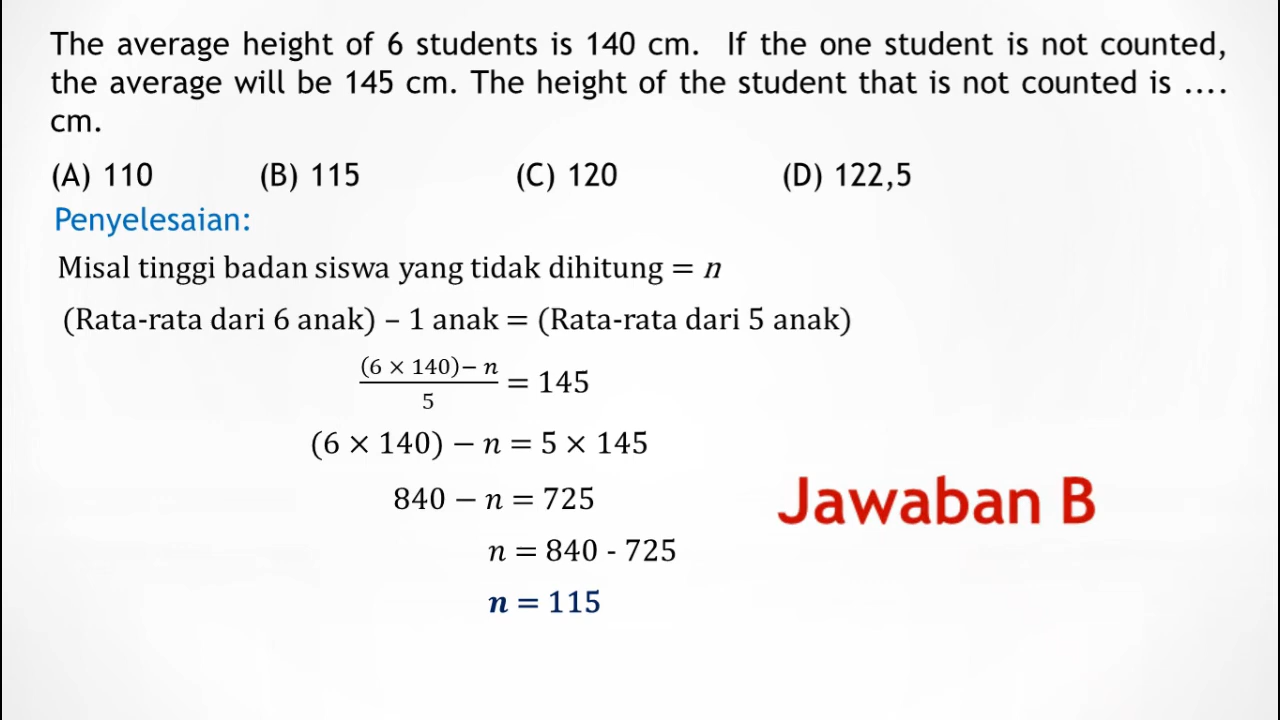 The average height of 6 students is 140 cm. If the one student is not counted,
the average will be 145 cm. The height of the student that is not counted is ....
cm.
(A) 110 (B) 115 (C) 120 (D) 122,5
Penyelesaian:
Misal tinggi badan siswa yang tidak dihitung = n
(Rata-rata dari 6 anak) – 1 anak = (Rata-rata dari 5 anak)
(6 × 140)− n
5
= 145
(6 × 140) − n = 5 × 145
840 − n = 725
Jawaban B
n = 840 - 725
n = 115